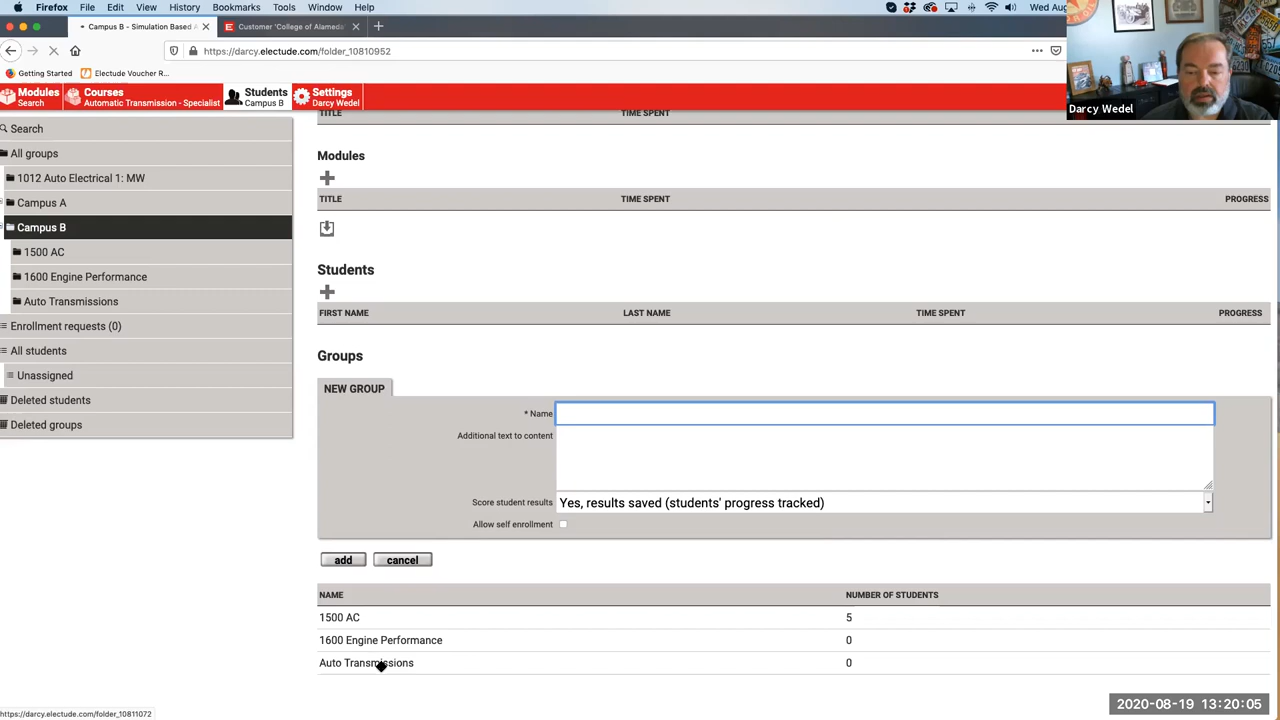 Firefox File Edit View History Bookmarks Tools Window Help Wed Aug
Campus B - Simulation Based A
Customer 'College of Alameda'
https://darcy.electude.com/folder_10810952
Getting Started Electude Voucher R...
Modules
Search
Courses
Automatic Transmission - Specialist
Students
Campus B
Settings
Darcy Wedel
Darcy Wedel
Search
All groups
1012 Auto Electrical 1: MW
Campus A
Campus B
1500 AC
1600 Engine Performance
Auto Transmissions
Enrollment requests (0)
All students
Unassigned
Deleted students
Deleted groups
TITLE TIME SPENT
Modules
TITLE TIME SPENT PROGRESS
Students
FIRST NAME LAST NAME TIME SPENT PROGRESS
Groups
NEW GROUP
* Name
Additional text to content
Score student results Yes, results saved (students' progress tracked)
Allow self enrollment
add cancel
NAME NUMBER OF STUDENTS
1500 AC 5
1600 Engine Performance 0
Auto Transmissions 0
2020-08-19 13:20:05
https://darcy.electude.com/folder_10811072